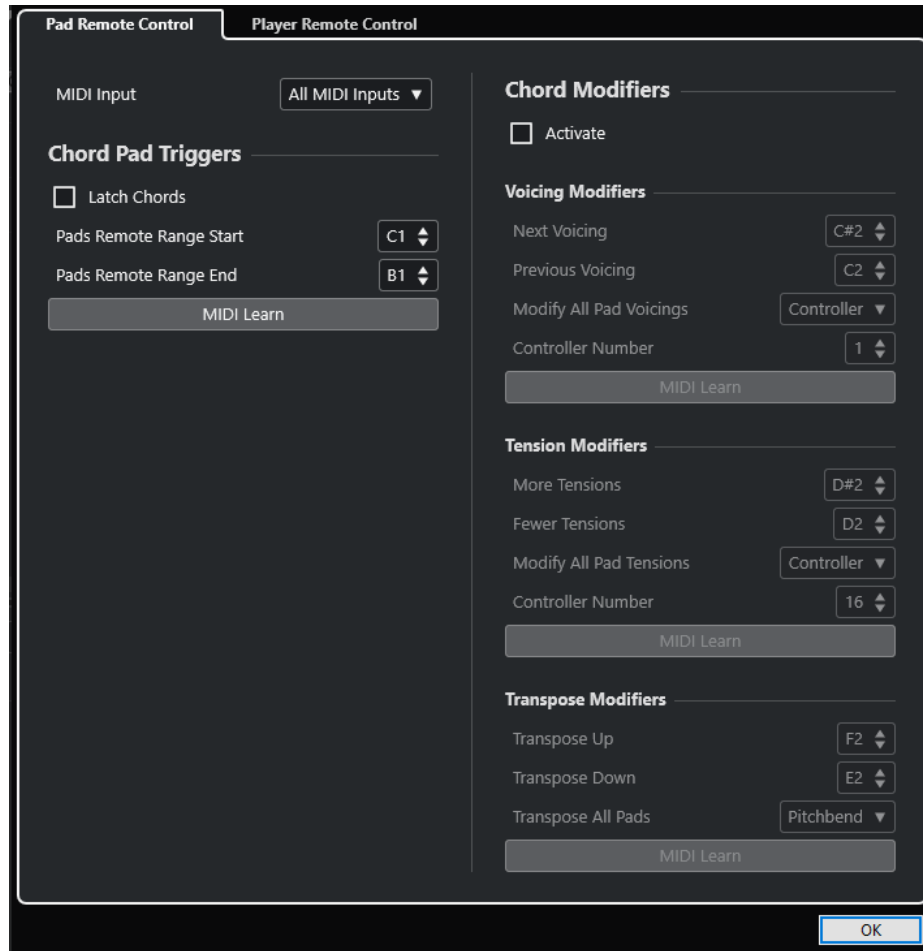 Pad Remote Control
Player Remote Control
MIDI Input
All MIDI Inputs
Chord Pad Triggers
Latch Chords
Pads Remote Range Start
C1
Pads Remote Range End
B1
MIDI Learn
Chord Modifiers
Activate
Voicing Modifiers
Next Voicing
C#2
Previous Voicing
C2
Modify All Pad Voicings
Controller
Controller Number
1
MIDI Learn
Tension Modifiers
More Tensions
D#2
Fewer Tensions
D2
Modify All Pad Tensions
Controller
Controller Number
16
MIDI Learn
Transpose Modifiers
Transpose Up
F2
Transpose Down
E2
Transpose All Pads
Pitchbend
MIDI Learn
OK